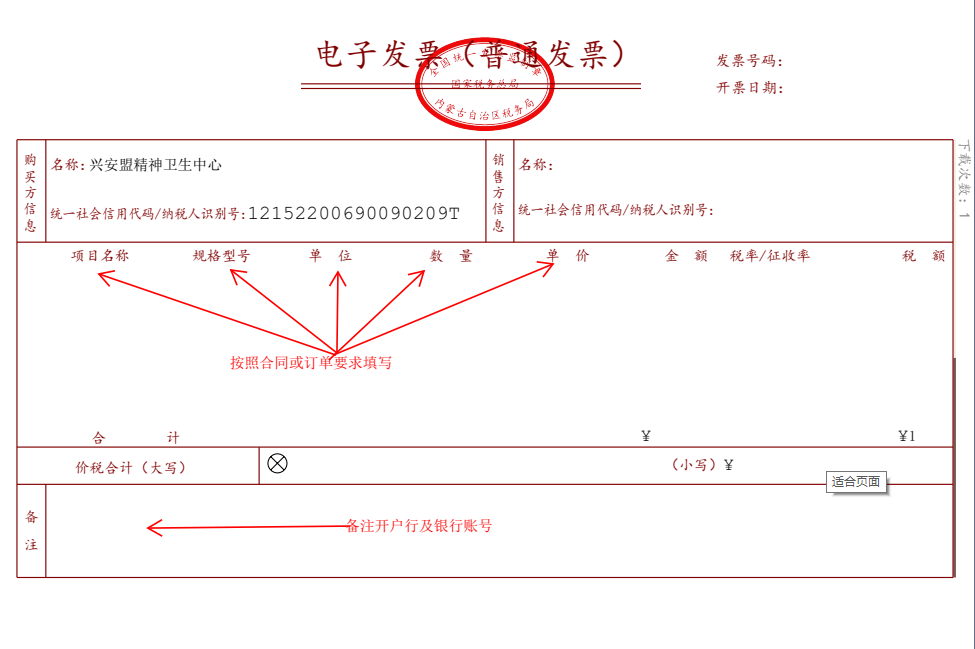 电子发票（普通发票）
全国统一发票监制章
国家税务总局
内蒙古自治区税务局
发票号码：
开票日期：
购买方信息
名称：兴安盟精神卫生中心
统一社会信用代码/纳税人识别号：12152200690090209T
销售方信息
名称：
统一社会信用代码/纳税人识别号：
下载次数：1
项目名称 规格型号 单 位 数 量 单 价 金 额 税率/征收率 税 额
按照合同或订单要求填写
合 计 ¥ ¥1
价税合计（大写） （小写）¥
适合页面
备注
备注开户行及银行账号